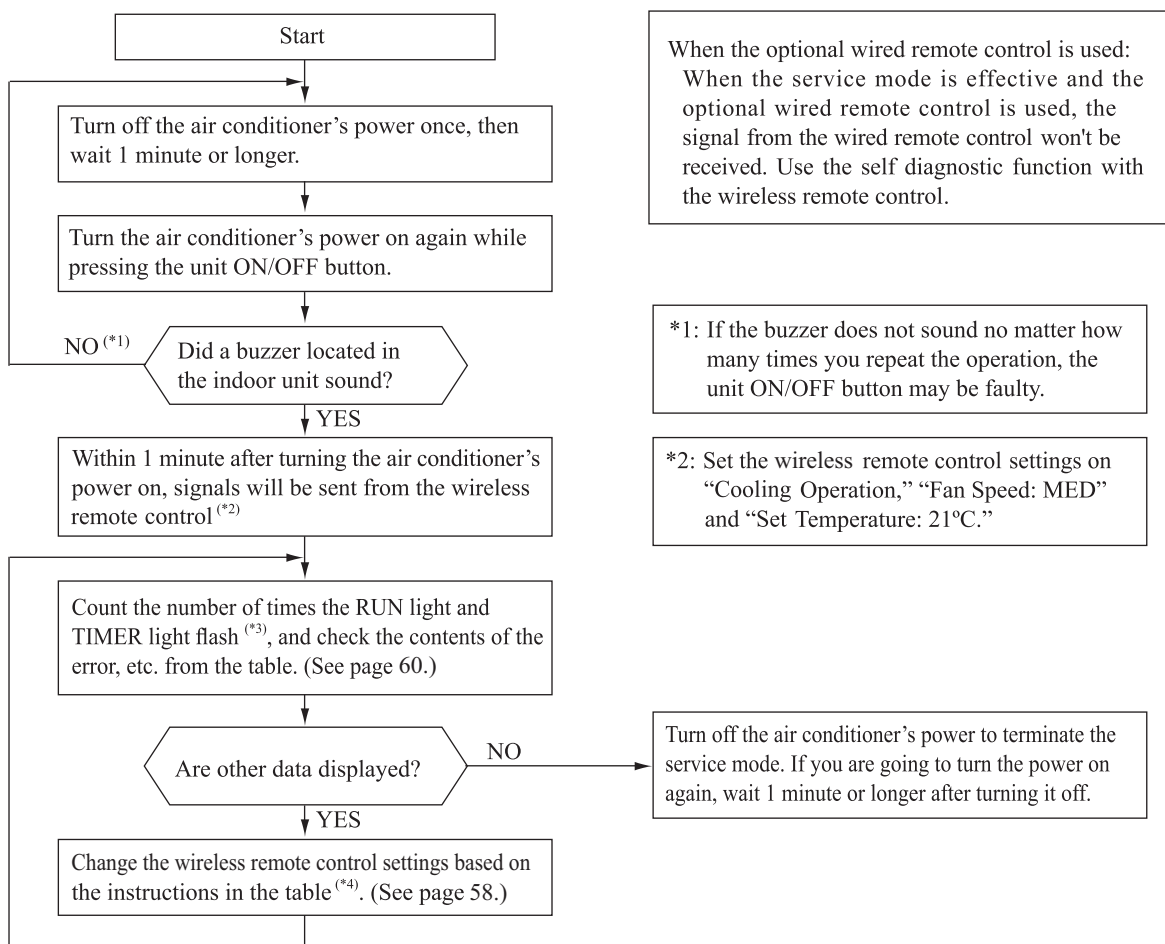 Start
Turn off the air conditioner’s power once, then
wait 1 minute or longer.
Turn the air conditioner’s power on again while
pressing the unit ON/OFF button.
NO (*1)
Did a buzzer located in
the indoor unit sound?
YES
Within 1 minute after turning the air conditioner’s
power on, signals will be sent from the wireless
remote control (*2)
Count the number of times the RUN light and
TIMER light flash (*3), and check the contents of the
error, etc. from the table. (See page 60.)
Are other data displayed?
NO
YES
Change the wireless remote control settings based on
the instructions in the table (*4). (See page 58.)
When the optional wired remote control is used:
When the service mode is effective and the
optional wired remote control is used, the
signal from the wired remote control won't be
received. Use the self diagnostic function with
the wireless remote control.
*1: If the buzzer does not sound no matter how
many times you repeat the operation, the
unit ON/OFF button may be faulty.
*2: Set the wireless remote control settings on
“Cooling Operation,” “Fan Speed: MED”
and “Set Temperature: 21ºC.”
Turn off the air conditioner’s power to terminate the
service mode. If you are going to turn the power on
again, wait 1 minute or longer after turning it off.